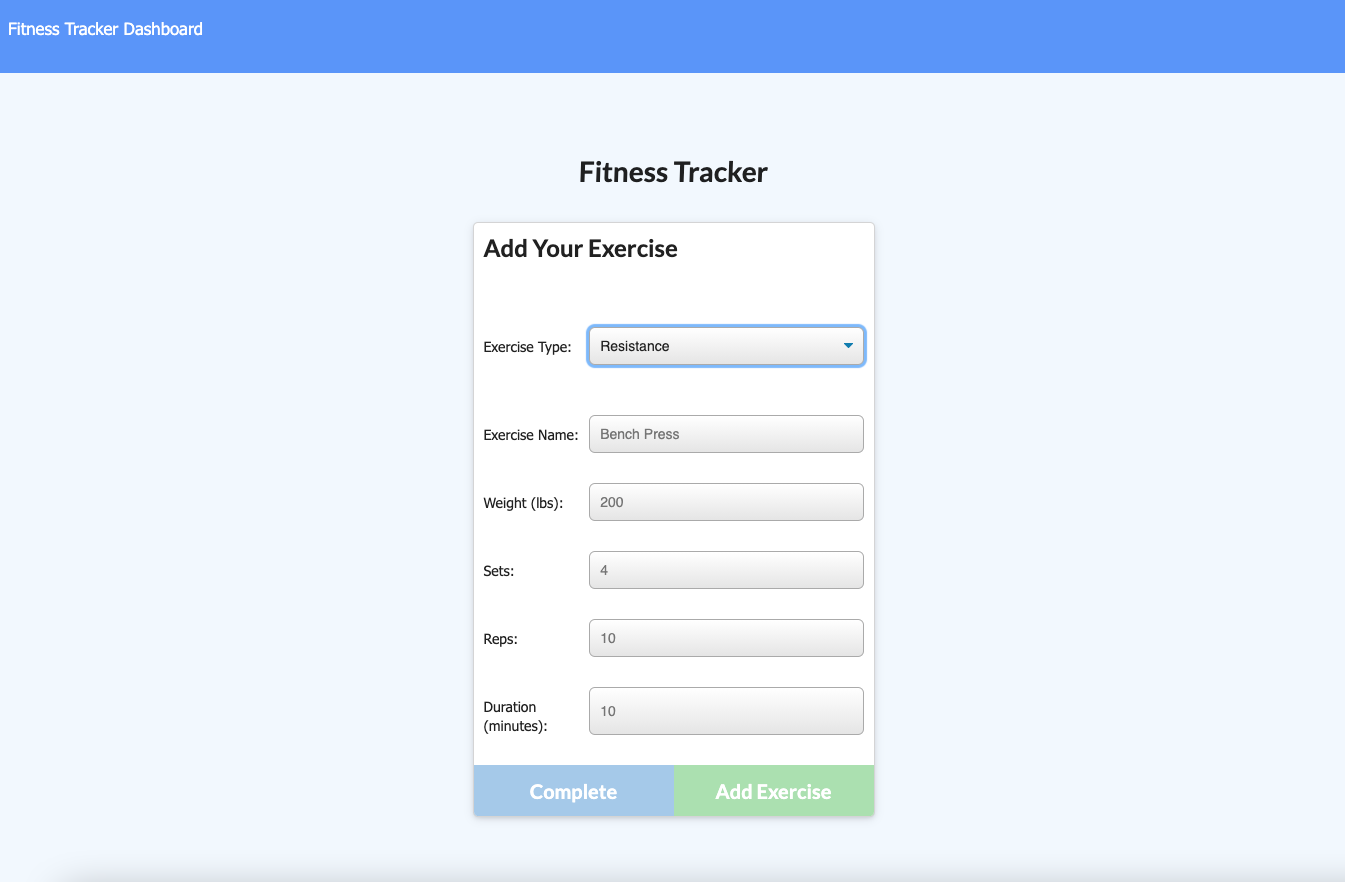 Fitness Tracker Dashboard
Fitness Tracker
Add Your Exercise
Exercise Type: Resistance
Exercise Name: Bench Press
Weight (lbs): 200
Sets: 4
Reps: 10
Duration
(minutes): 10
Complete Add Exercise